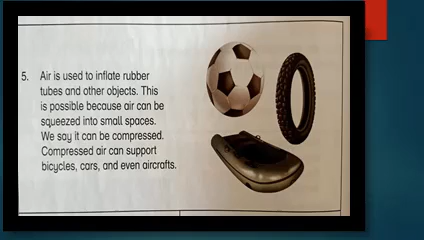 5. Air is used to inflate rubber
tubes and other objects. This
is possible because air can be
squeezed into small spaces.
We say it can be compressed.
Compressed air can support
bicycles, cars, and even aircrafts.